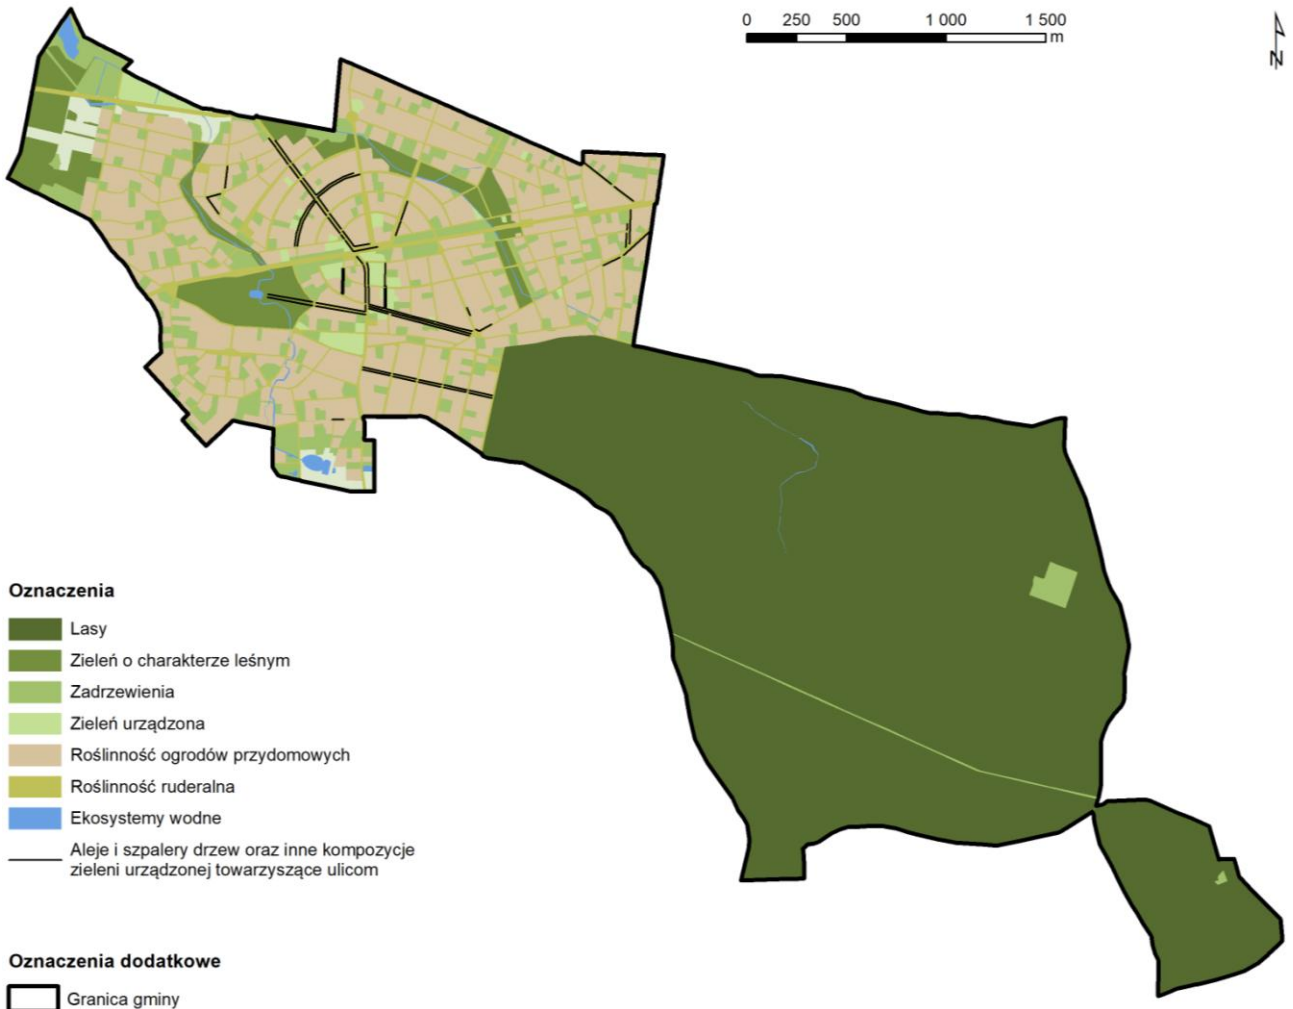 0 250 500 1 000 1 500
m
N
Oznaczenia
Lasy
Zieleń o charakterze leśnym
Zadrzewienia
Zieleń urządzona
Roślinność ogrodów przydomowych
Roślinność ruderalna
Ekosystemy wodne
Aleje i szpalery drzew oraz inne kompozycje
zieleni urządzonej towarzyszące ulicom
Oznaczenia dodatkowe
Granica gminy